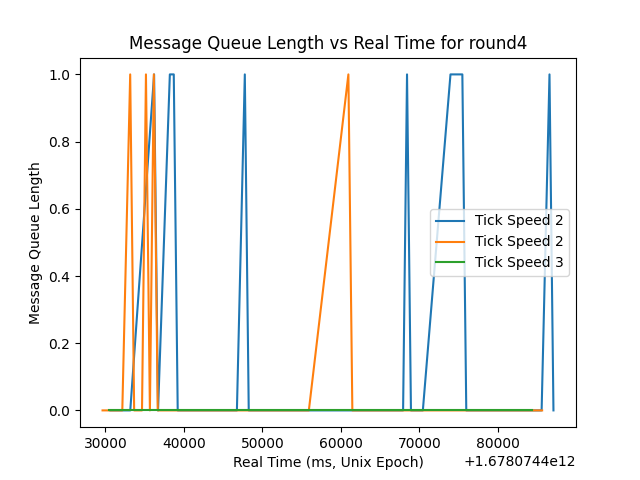 Message Queue Length vs Real Time for round4
Message Queue Length
1.0
0.8
0.6
0.4
0.2
0.0
Tick Speed 2
Tick Speed 2
Tick Speed 3
30000 40000 50000 60000 70000 80000
Real Time (ms, Unix Epoch)
+1.6780744e12